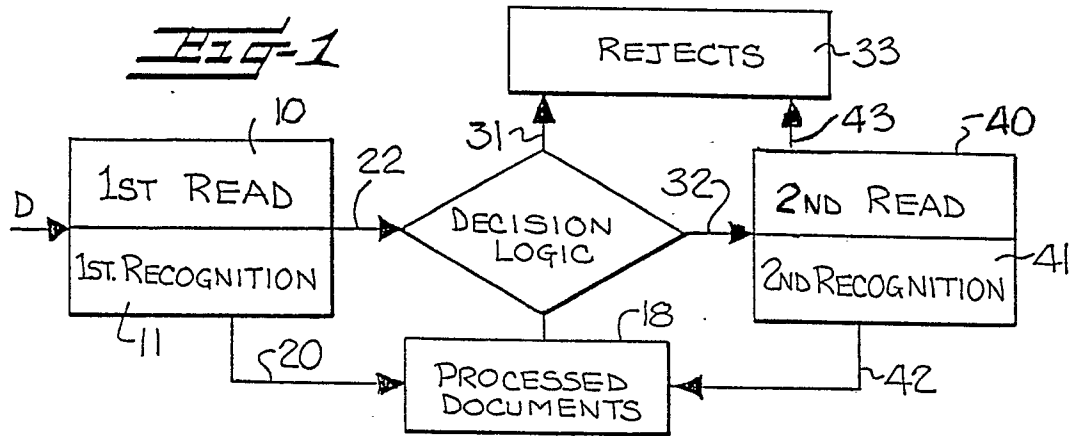 Fig-1
REJECTS
33
10
31
43
40
1ST READ
22
32
2ND READ
D
DECISION
LOGIC
1ST. RECOGNITION
2ND RECOGNITION
41
11
18
20
PROCESSED
DOCUMENTS
42